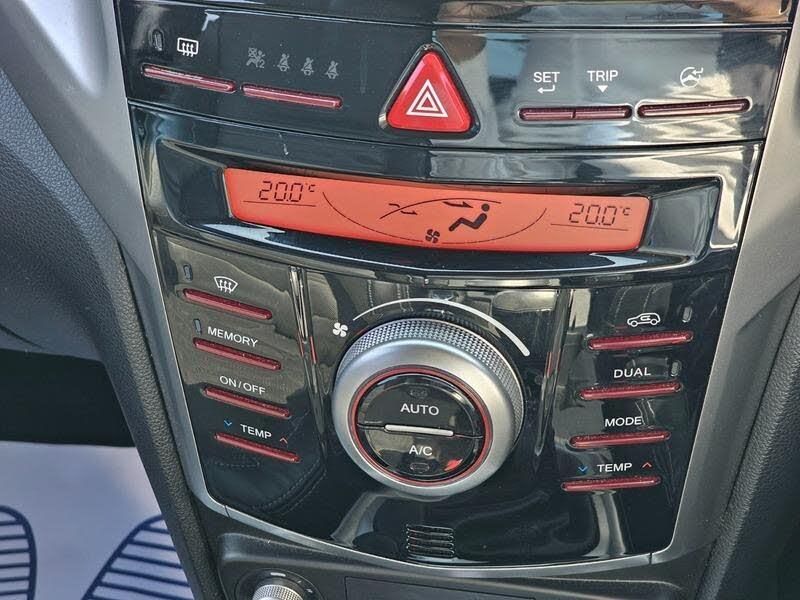 SET TRIP
20.0°c 20.0°c
MEMORY
ON/OFF
TEMP
AUTO
A/C
DUAL
MODE
TEMP